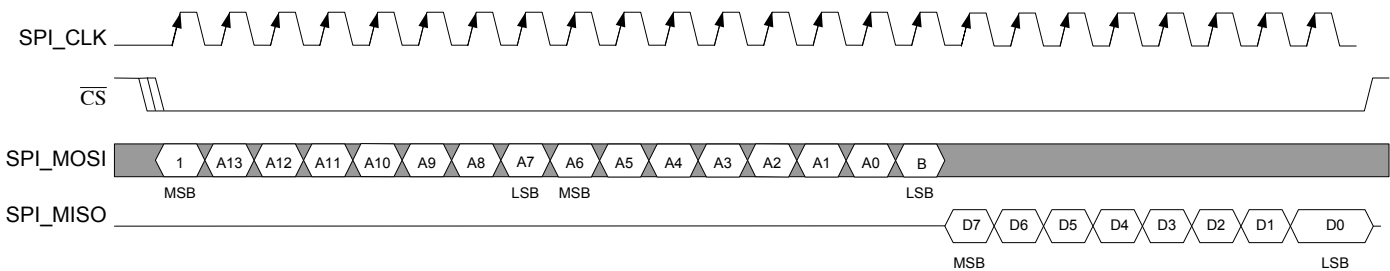 SPI_CLK
CS
SPI_MOSI 1 A13 A12 A11 A10 A9 A8 A7 A6 A5 A4 A3 A2 A1 A0 B
MSB LSB MSB LSB
SPI_MISO D7 D6 D5 D4 D3 D2 D1 D0
MSB LSB